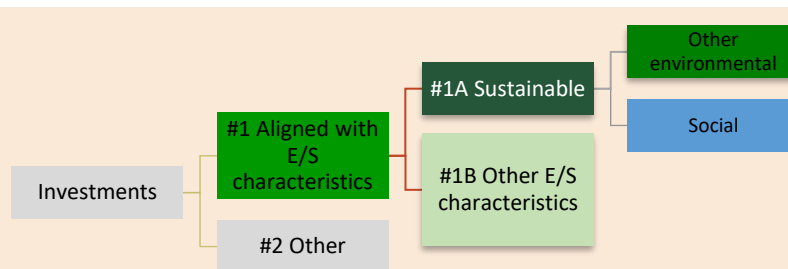 Investments
#1 Aligned with
E/S
characteristics
#2 Other
#1A Sustainable
#1B Other E/S
characteristics
Other
environmental
Social